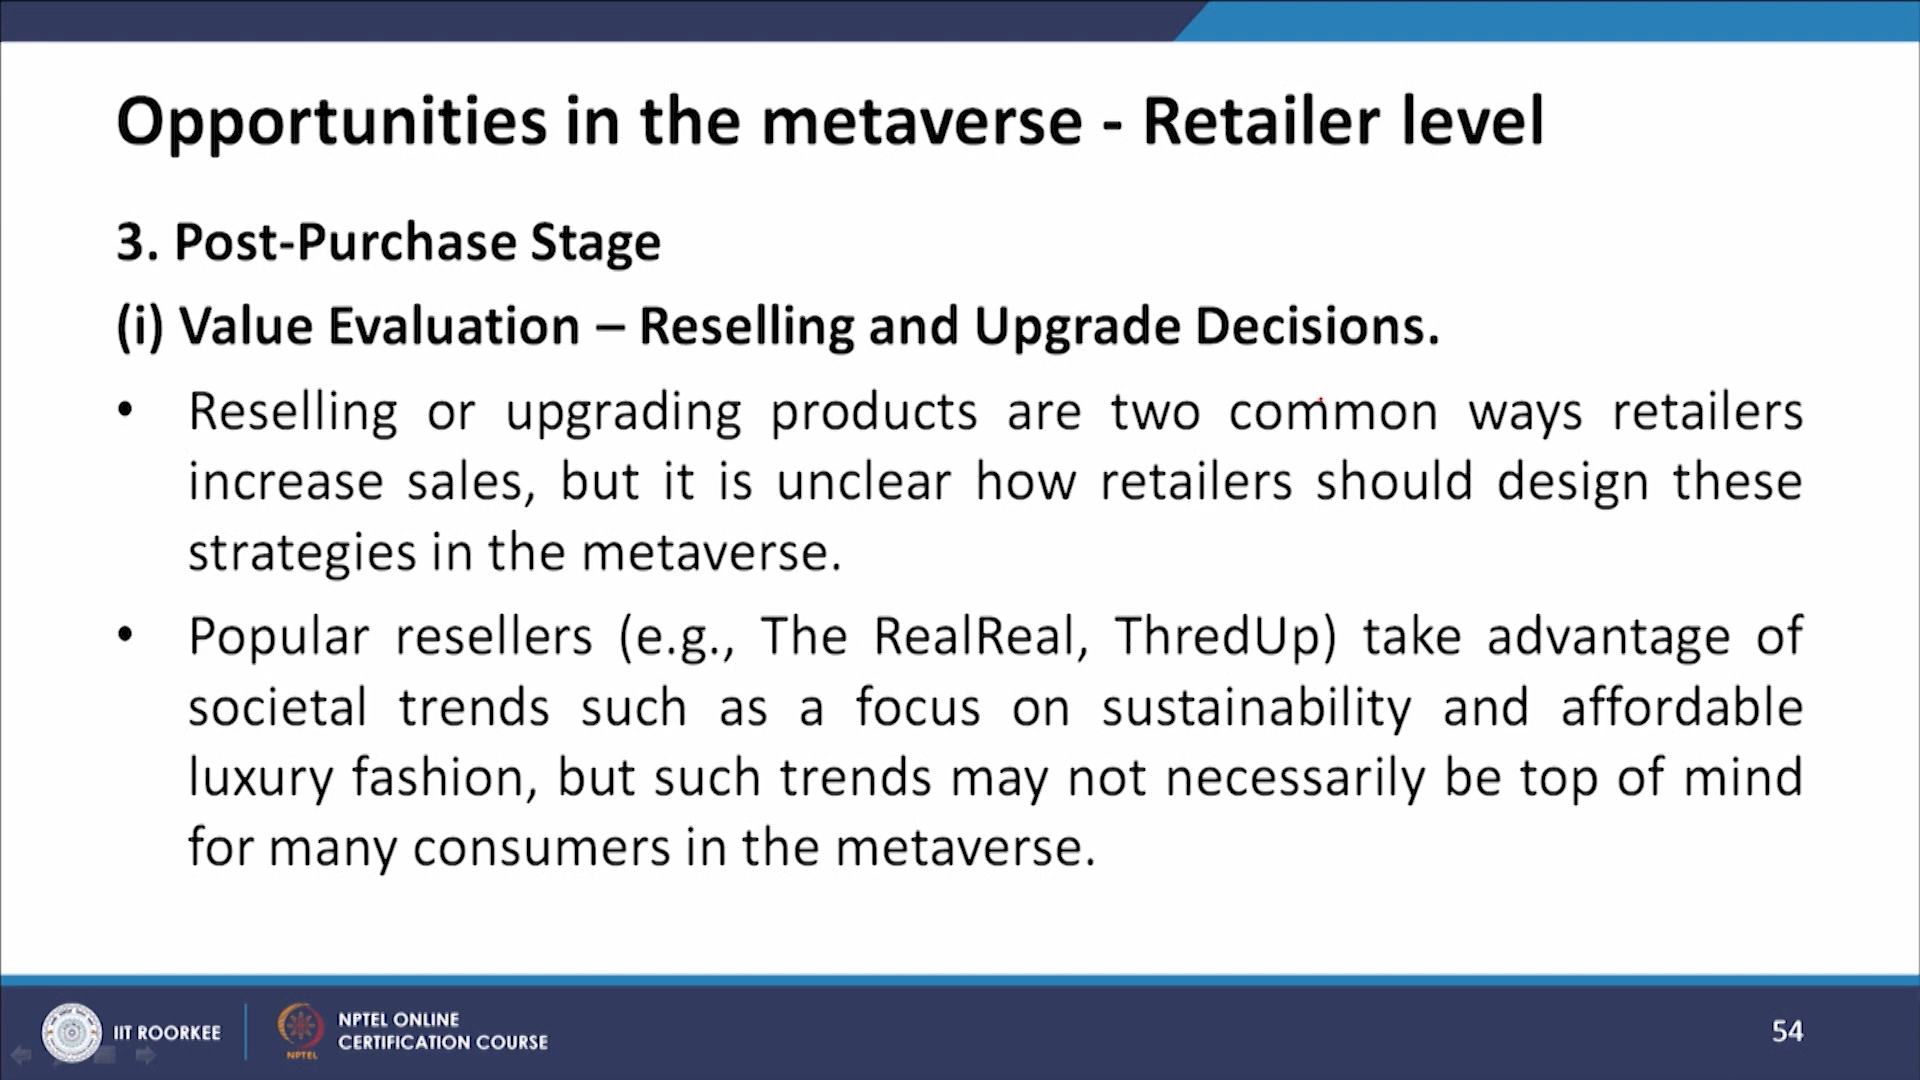 Opportunities in the metaverse - Retailer level
3. Post-Purchase Stage
(i) Value Evaluation – Reselling and Upgrade Decisions.
• Reselling or upgrading products are two common ways retailers
increase sales, but it is unclear how retailers should design these
strategies in the metaverse.
• Popular resellers (e.g., The RealReal, ThredUp) take advantage of
societal trends such as a focus on sustainability and affordable
luxury fashion, but such trends may not necessarily be top of mind
for many consumers in the metaverse.
IIT ROORKEE
NPTEL
NPTEL ONLINE
CERTIFICATION COURSE
54